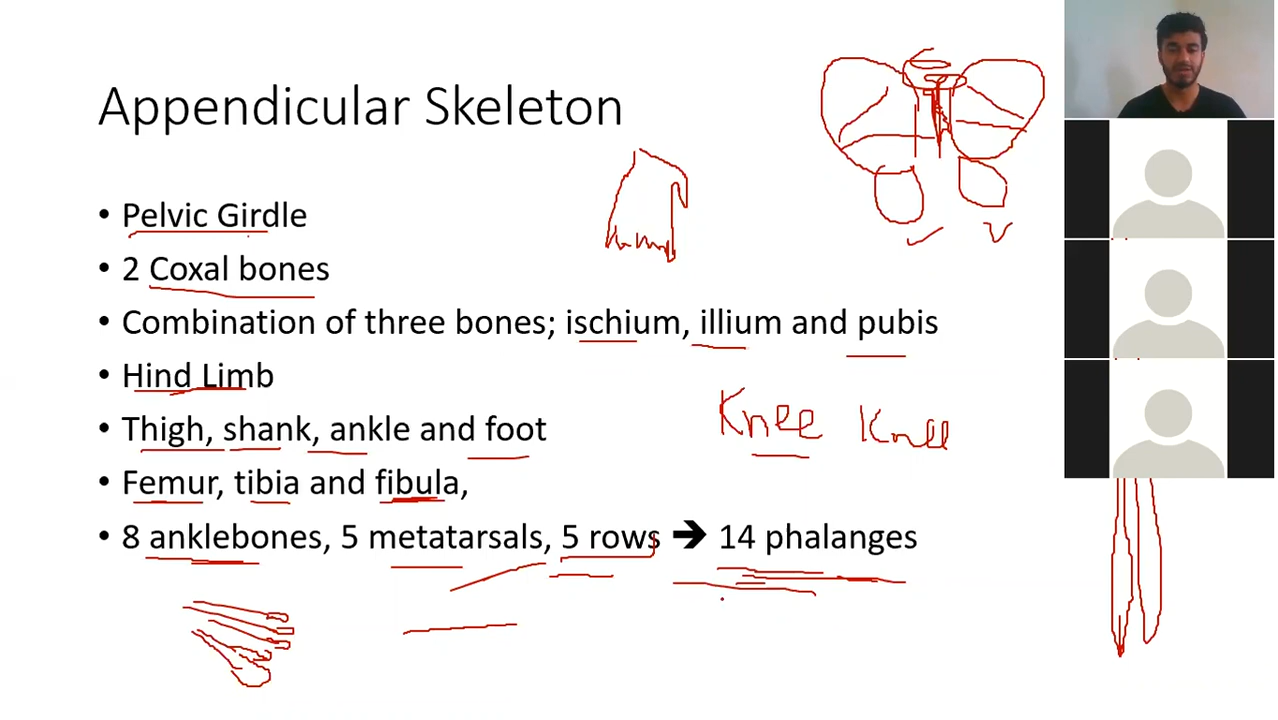 Appendicular Skeleton
• Pelvic Girdle
• 2 Coxal bones
• Combination of three bones; ischium, illium and pubis
• Hind Limb
• Thigh, shank, ankle and foot
Knee Knee
• Femur, tibia and fibula,
• 8 anklebones, 5 metatarsals, 5 rows → 14 phalanges